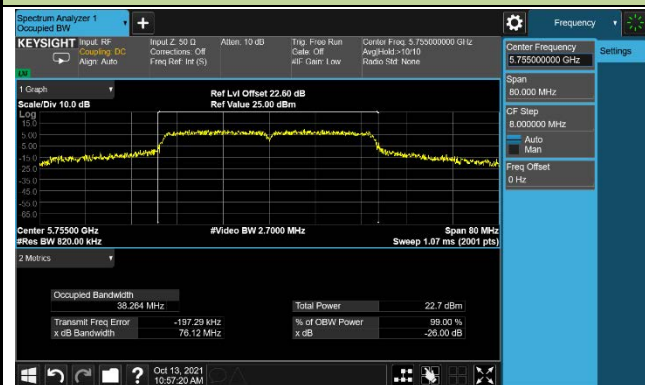 Spectrum Analyzer 1
Occupied BW
Frequency
KEYSIGHT
Input: RF
Coupling: DC
Align: Auto
Input Z: 50 Ω
Corrections: Off
Freq Ref: Int (S)
Atten: 10 dB
Trig: Free Run
Gate: Off
#IF Gain: Low
Center Freq: 5.755000000 GHz
Avg|Hold:>10/10
Radio Std: None
Center Frequency
5.755000000 GHz
Settings
Span
80.000 MHz
CF Step
8.000000 MHz
Auto
Man
Freq Offset
0 Hz
1 Graph
Scale/Div 10.0 dB
Ref Lvl Offset 22.60 dB
Ref Value 25.00 dBm
Log
15.0
5.00
-5.00
-15.0
-25.0
-35.0
-45.0
-55.0
-65.0
Center 5.75500 GHz
#Video BW 2.7000 MHz
Span 80 MHz
#Res BW 820.00 kHz
Sweep 1.07 ms (2001 pts)
2 Metrics
Occupied Bandwidth
38.264 MHz
Total Power
22.7 dBm
Transmit Freq Error
-197.29 kHz
% of OBW Power
99.00 %
x dB Bandwidth
76.12 MHz
x dB
-26.00 dB
?
Oct 13, 2021
10:57:20 AM